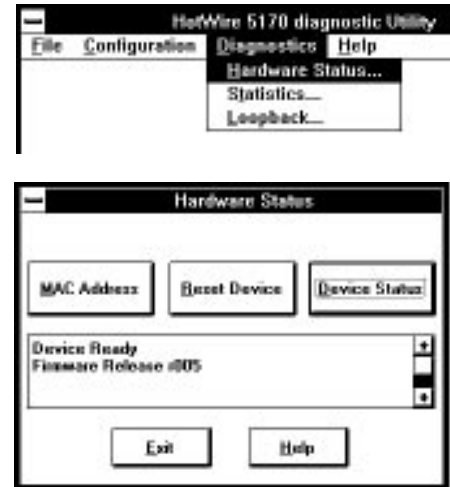 HotWire 5170 diagnostic Utility
File Configuration Diagnostics Help
Hardware Status...
Statistics...
Loopback...
Hardware Status
MAC Address Reset Device Device Status
Device Ready
Firmware Release r005
Exit Help